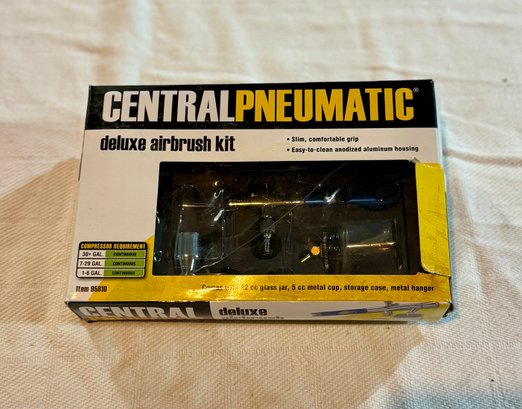 CENTRALPNEUMATIC®
deluxe airbrush kit
• Slim, comfortable grip
• Easy-to-clean anodized aluminum housing
COMPRESSOR REQUIREMENT
30+ GAL. CONTINUOUS
7-29 GAL. CONTINUOUS
1-6 GAL. CONTINUOUS
Item 95810
22 cc glass jar, 5 cc metal cup, storage case, metal hanger
CENTRAL deluxe